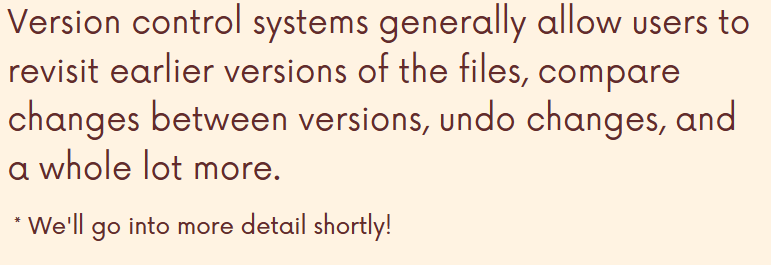 Version control systems generally allow users to
revisit earlier versions of the files, compare
changes between versions, undo changes, and
a whole lot more.
* We'll go into more detail shortly!